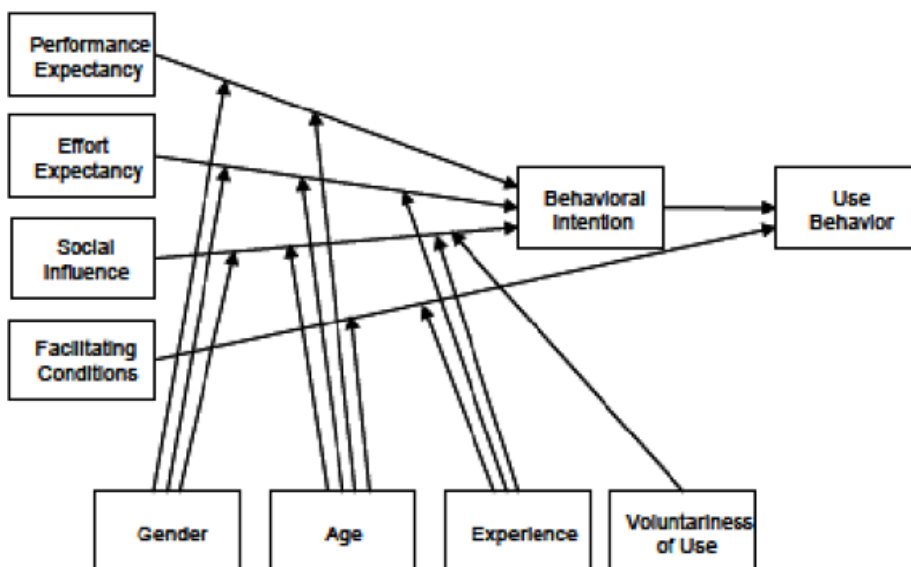 Performance
Expectancy
Effort
Expectancy
Social
Influence
Facilitating
Conditions
Behavioral
Intention
Use
Behavior
Gender
Age
Experience
Voluntariness
of Use